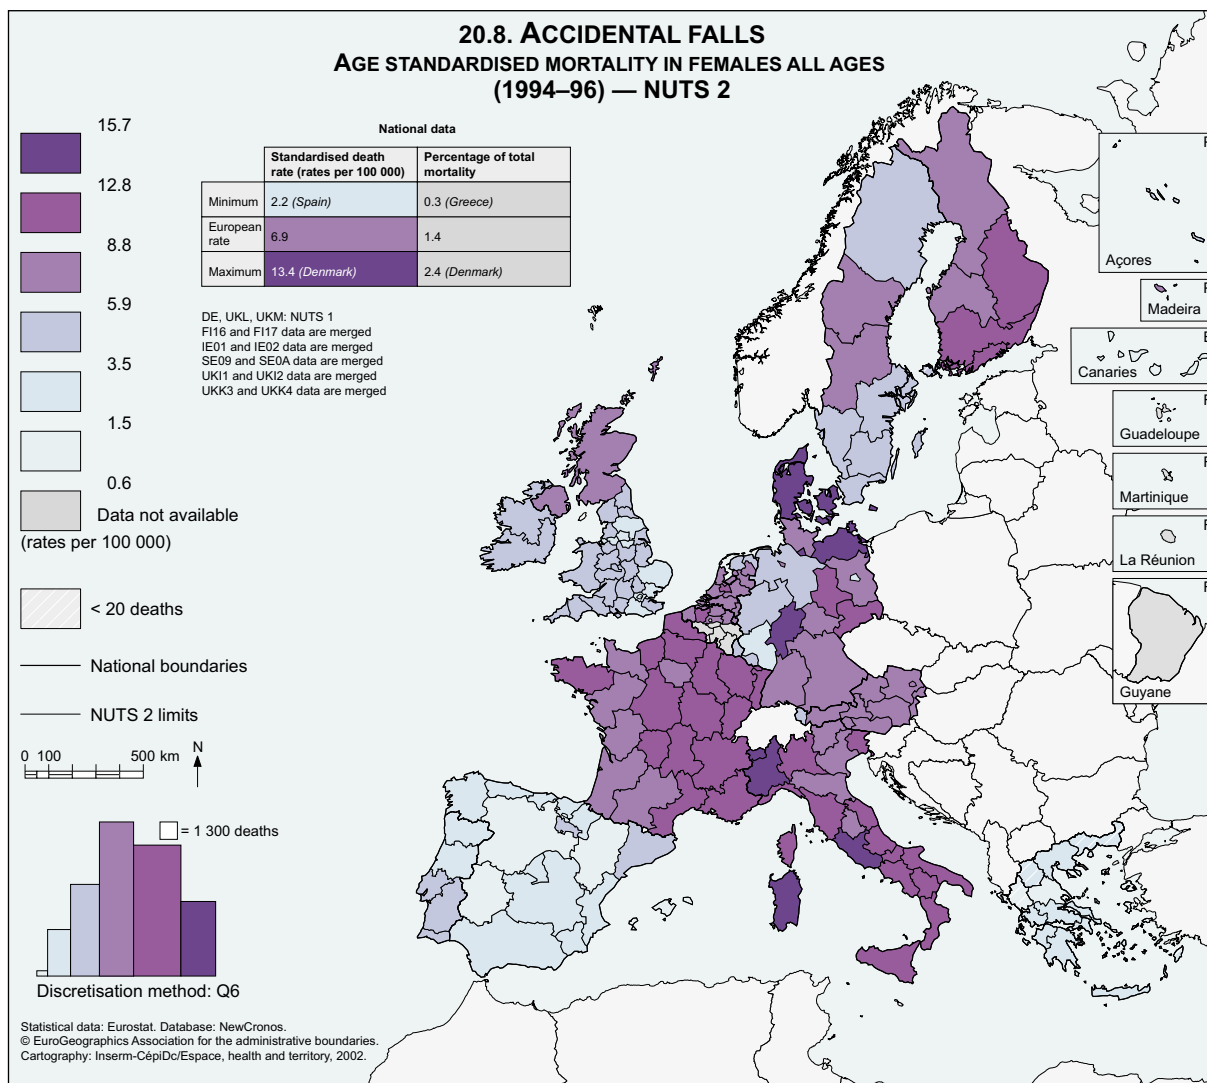 20.8. ACCIDENTAL FALLS
AGE STANDARDISED MORTALITY IN FEMALES ALL AGES
(1994–96) — NUTS 2
15.7
12.8
8.8
5.9
3.5
1.5
0.6
Data not available
(rates per 100 000)
< 20 deaths
National boundaries
NUTS 2 limits
0 100 500 km N
National data
Standardised death rate (rates per 100 000) Percentage of total mortality
Minimum 2.2 (Spain) 0.3 (Greece)
European rate 6.9 1.4
Maximum 13.4 (Denmark) 2.4 (Denmark)
DE, UKL, UKM: NUTS 1
FI16 and FI17 data are merged
IE01 and IE02 data are merged
SE09 and SE0A data are merged
UKI1 and UKI2 data are merged
UKK3 and UKK4 data are merged
Açores
Madeira
Canaries
Guadeloupe
Martinique
La Réunion
Guyane
= 1 300 deaths
Discretisation method: Q6
Statistical data: Eurostat. Database: NewCronos.
© EuroGeographics Association for the administrative boundaries.
Cartography: Inserm-CépiDc/Espace, health and territory, 2002.